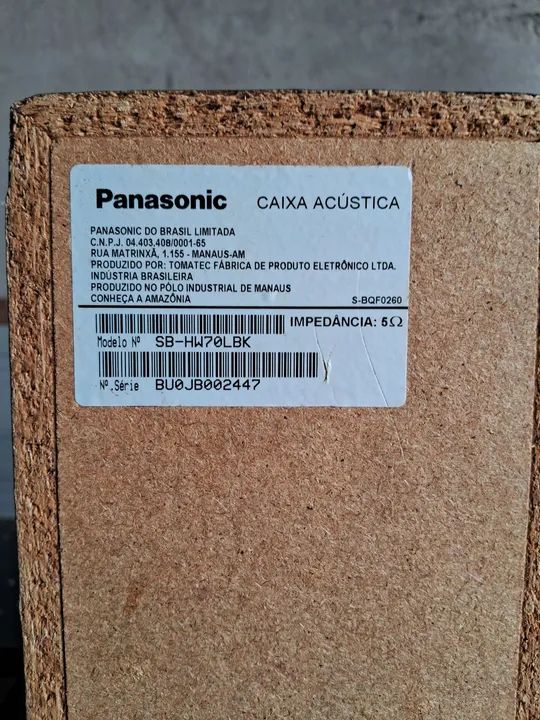 Panasonic CAIXA ACÚSTICA
PANASONIC DO BRASIL LIMITADA
C.N.P.J. 04.403.408/0001-65
RUA MATRINXÃ, 1.155 - MANAUS-AM
PRODUZIDO POR: TOMATEC FÁBRICA DE PRODUTO ELETRÔNICO LTDA.
INDÚSTRIA BRASILEIRA
PRODUZIDO NO PÓLO INDUSTRIAL DE MANAUS
CONHEÇA A AMAZÔNIA S-BQF0260
IMPEDÂNCIA: 5Ω
Modelo Nº SB-HW70LBK
Nº.Série BU0JB002447